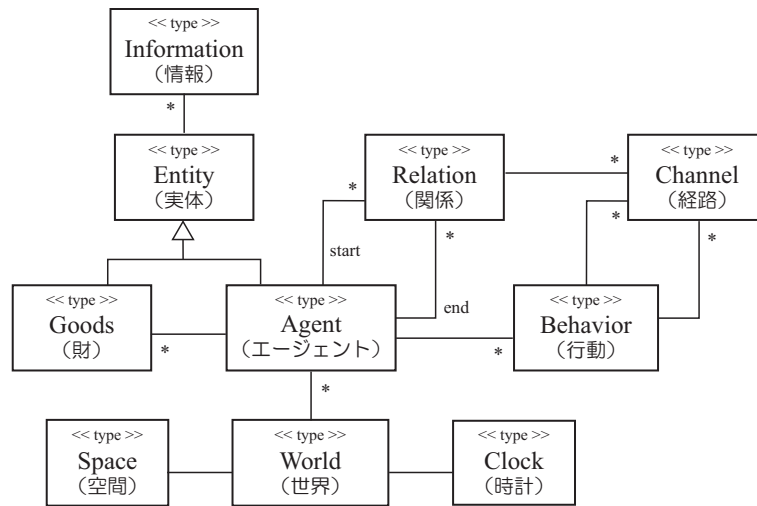 << type >>
Information
（情報）
*
<< type >>
Entity
（実体）
<< type >>
Relation
（関係）
*
*
*
<< type >>
Channel
（経路）
*
*
start
end
<< type >>
Goods
（財）
*
<< type >>
Agent
（エージェント）
*
<< type >>
Behavior
（行動）
*
<< type >>
Space
（空間）
<< type >>
World
（世界）
<< type >>
Clock
（時計）